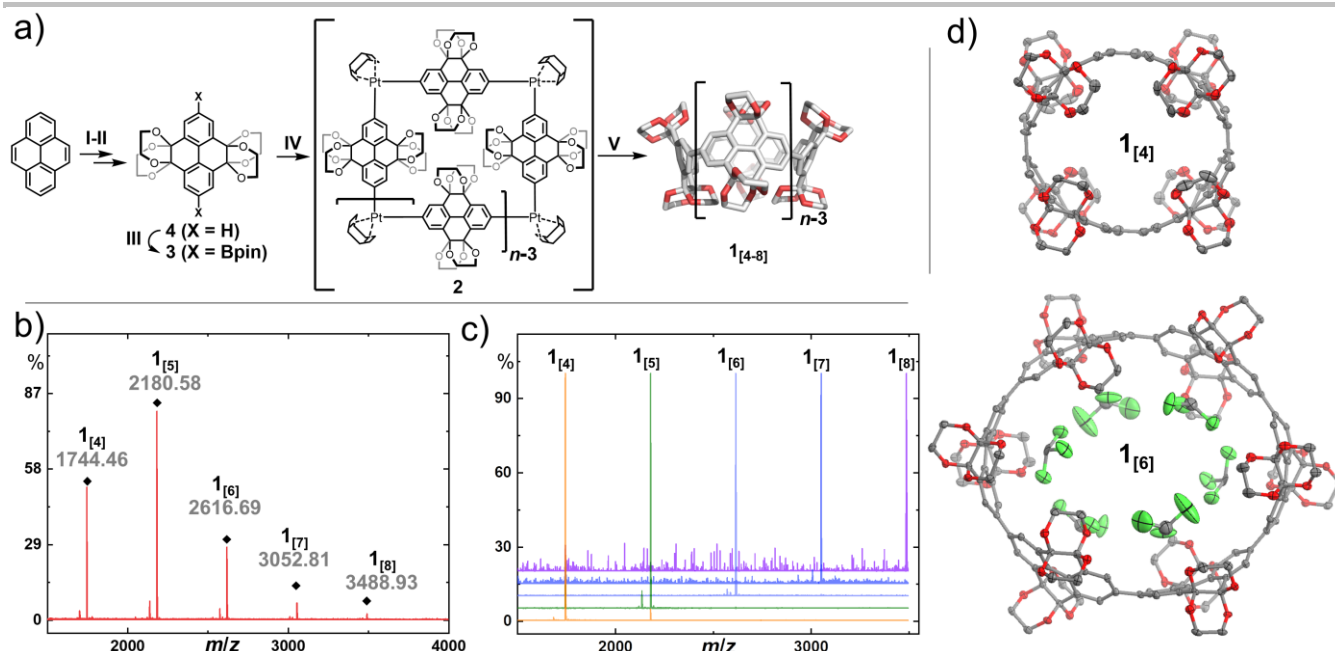 a)
X
I-II
O O O O
O O O O
X
III
4 (X = H)
3 (X = Bpin)
IV
Pt Pt
Pt Pt
n-3
2
V
n-3
1[4-8]
d)
1[4]
1[6]
b)
%
87
58
29
0
1[4]
1744.46
1[5]
2180.58
1[6]
2616.69
1[7]
3052.81
1[8]
3488.93
2000 m/z 3000 4000
c)
%
90
60
30
0
1[4] 1[5] 1[6] 1[7] 1[8]
2000 m/z 3000